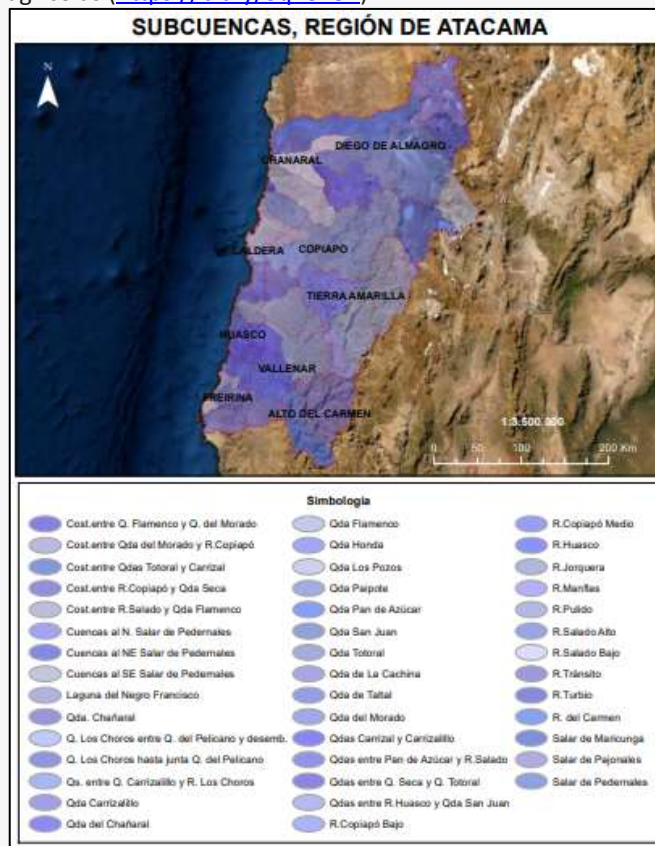 SUBCUENCAS, REGIÓN DE ATACAMA
N
DIEGO DE ALMAGRO
CHANARAL
CALDERA
COPIAPO
TIERRA AMARILLA
HUASCO
VALLENAR
FREIRINA
ALTO DEL CARMEN
1:3.500.000
0 50 100 200 Km
Simbología
Cost.entre Q. Flamenco y Q. del Morado
Cost.entre Qda del Morado y R.Copiapó
Cost.entre Qdas Totoral y Carrizal
Cost.entre R.Copiapó y Qda Seca
Cost.entre R.Salado y Qda Flamenco
Cuencas al N. Salar de Pedernales
Cuencas al NE Salar de Pedernales
Cuencas al SE Salar de Pedernales
Laguna del Negro Francisco
Qda. Chañaral
Q. Los Choros entre Q. del Pelicano y desemb.
Q. Los Choros hasta junta Q. del Pelicano
Qs. entre Q. Carrizalillo y R. Los Choros
Qda Carrizalillo
Qda del Chañaral
Qda Flamenco
Qda Honda
Qda Los Pozos
Qda Paipote
Qda Pan de Azúcar
Qda San Juan
Qda Totoral
Qda de La Cachina
Qda de Taltal
Qda del Morado
Qdas Carrizal y Carrizalillo
Qdas entre Pan de Azúcar y R.Salado
Qdas entre Q. Seca y Q. Totoral
Qdas entre R.Huasco y Qda San Juan
R.Copiapó Bajo
R.Copiapó Medio
R.Huasco
R.Jorquera
R.Manflas
R.Pulido
R.Salado Alto
R.Salado Bajo
R.Tránsito
R.Turbio
R. del Carmen
Salar de Maricunga
Salar de Pajonales
Salar de Pedernales